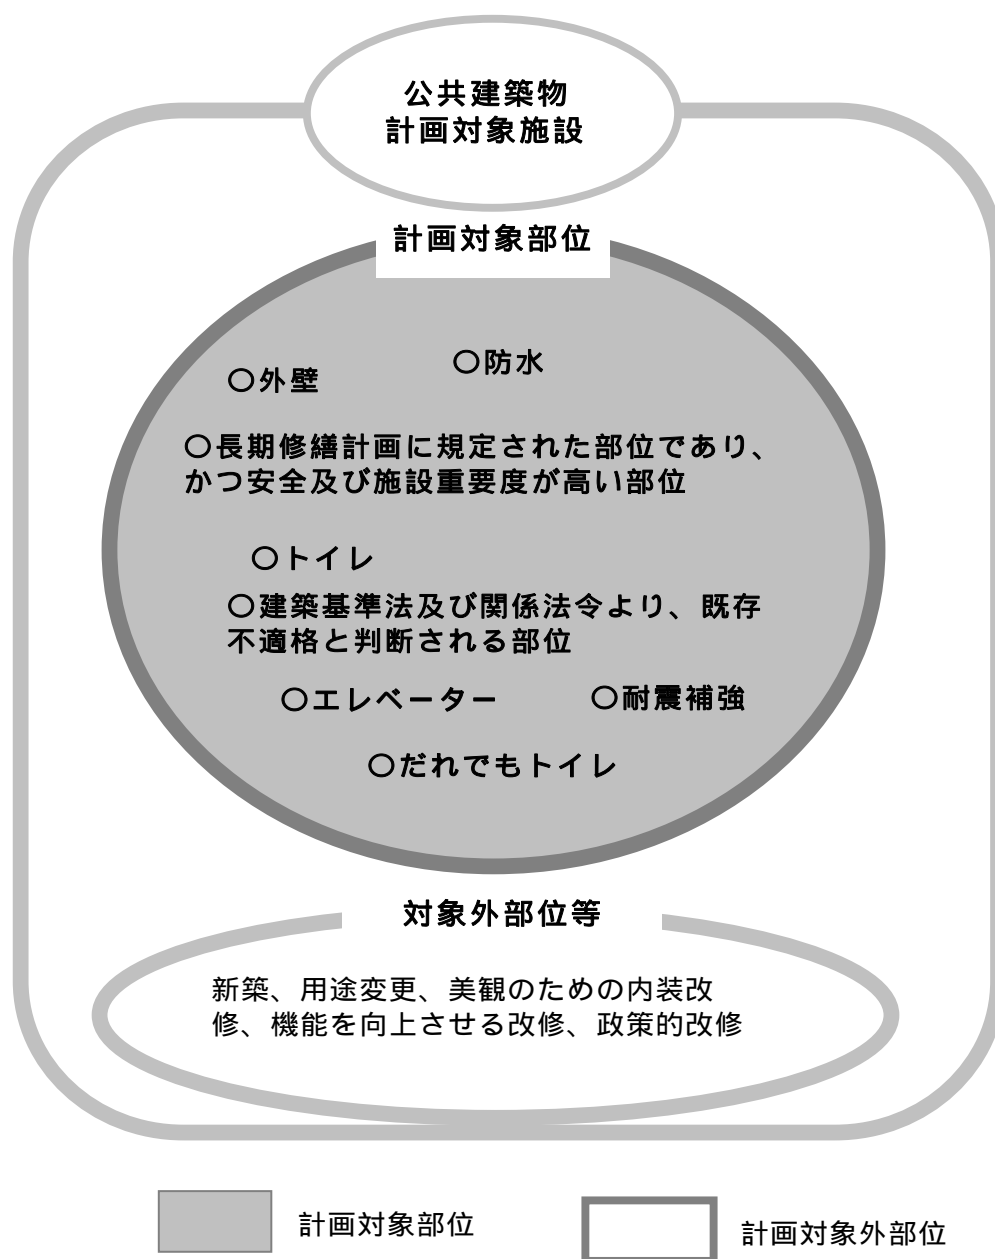 公共建築物
計画対象施設
計画対象部位
○防水
○外壁
○長期修繕計画に規定された部位であり、
かつ安全及び施設重要度が高い部位
○トイレ
○建築基準法及び関係法令より、既存
不適格と判断される部位
○エレベーター
○耐震補強
○だれでもトイレ
対象外部位等
新築、用途変更、美観のための内装改
修、機能を向上させる改修、政策的改修
計画対象部位
計画対象外部位